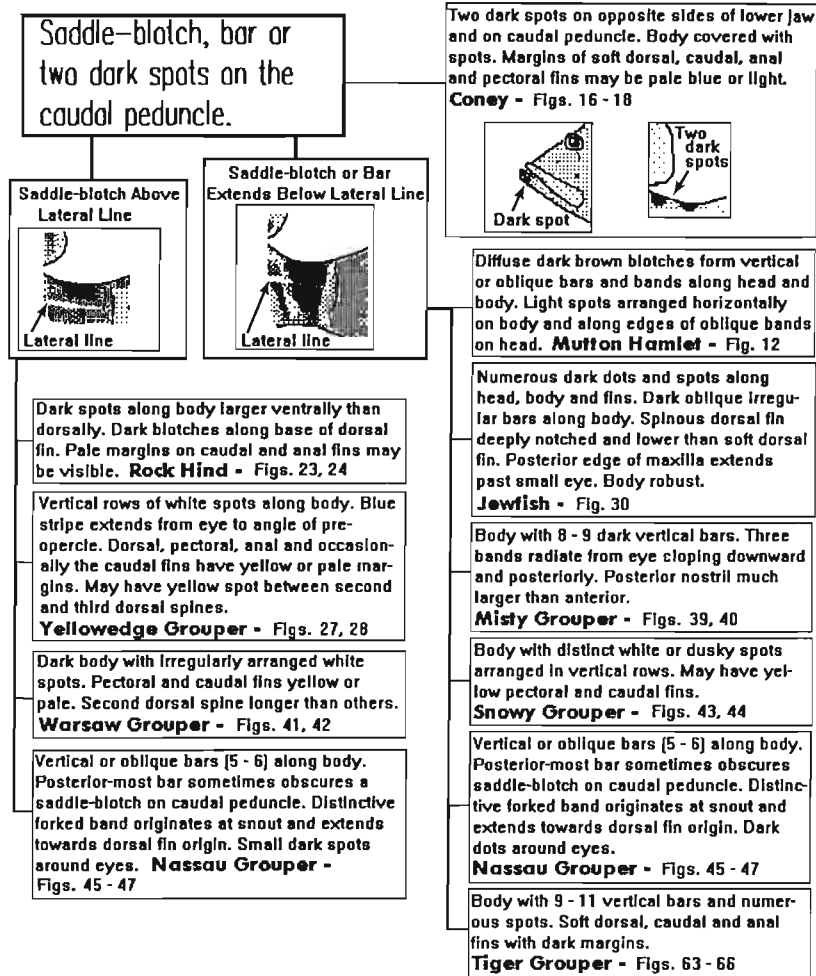 Saddle-blotch, bar or
two dark spots on the
caudal peduncle.
Two dark spots on opposite sides of lower jaw
and on caudal peduncle. Body covered with
spots. Margins of soft dorsal, caudal, anal
and pectoral fins may be pale blue or light.
Coney - Figs. 16 - 18
Dark spot
Two
dark
spots
Saddle-blotch Above
Lateral Line
Lateral line
Saddle-blotch or Bar
Extends Below Lateral Line
Lateral line
Dark spots along body larger ventrally than
dorsally. Dark blotches along base of dorsal
fin. Pale margins on caudal and anal fins may
be visible. Rock Hind - Figs. 23, 24
Vertical rows of white spots along body. Blue
stripe extends from eye to angle of pre-
opercle. Dorsal, pectoral, anal and occasion-
ally the caudal fins have yellow or pale mar-
gins. May have yellow spot between second
and third dorsal spines.
Yellowedge Grouper - Figs. 27, 28
Dark body with irregularly arranged white
spots. Pectoral and caudal fins yellow or
pale. Second dorsal spine longer than others.
Warsaw Grouper - Figs. 41, 42
Vertical or oblique bars (5 - 6) along body.
Posterior-most bar sometimes obscures a
saddle-blotch on caudal peduncle. Distinctive
forked band originates at snout and extends
towards dorsal fin origin. Small dark spots
around eyes. Nassau Grouper -
Figs. 45 - 47
Diffuse dark brown blotches form vertical
or oblique bars and bands along head and
body. Light spots arranged horizontally
on body and along edges of oblique bands
on head. Mutton Hamlet - Fig. 12
Numerous dark dots and spots along
head, body and fins. Dark oblique irregu-
lar bars along body. Spinous dorsal fin
deeply notched and lower than soft dorsal
fin. Posterior edge of maxilla extends
past small eye. Body robust.
Jewfish - Fig. 30
Body with 8 - 9 dark vertical bars. Three
bands radiate from eye cloping downward
and posteriorly. Posterior nostril much
larger than anterior.
Misty Grouper - Figs. 39, 40
Body with distinct white or dusky spots
arranged in vertical rows. May have yel-
low pectoral and caudal fins.
Snowy Grouper - Figs. 43, 44
Vertical or oblique bars (5 - 6) along body.
Posterior-most bar sometimes obscures
saddle-blotch on caudal peduncle. Distinc-
tive forked band originates at snout and
extends towards dorsal fin origin. Dark
dots around eyes.
Nassau Grouper - Figs. 45 - 47
Body with 9 - 11 vertical bars and numer-
ous spots. Soft dorsal, caudal and anal
fins with dark margins.
Tiger Grouper - Figs. 63 - 66